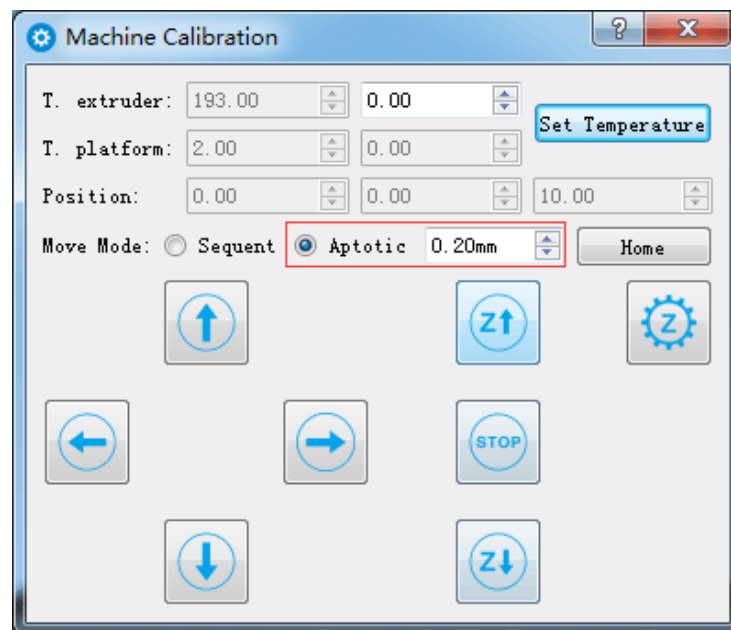 Machine Calibration
T. extruder: 193.00 0.00
Set Temperature
T. platform: 2.00 0.00
Position: 0.00 0.00 10.00
Move Mode: Sequent Aptotic 0.20mm Home
Z Z
STOP
Z